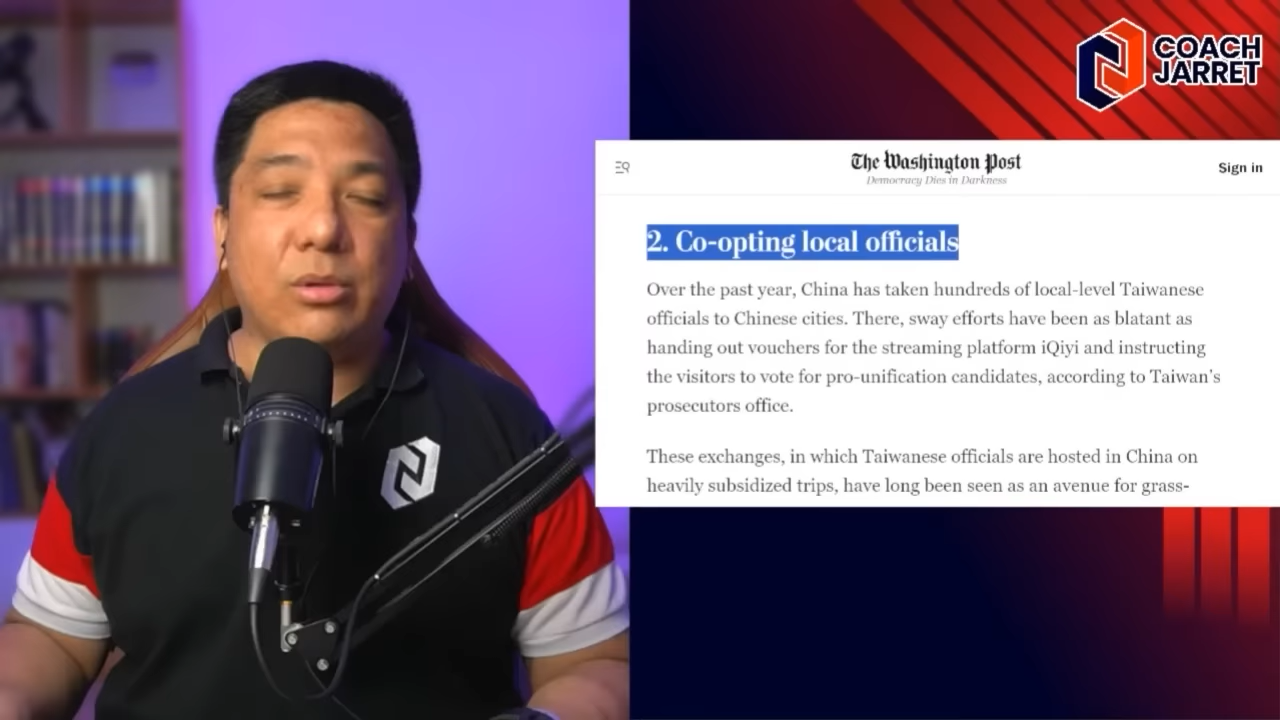 COACH
JARRET
The Washington Post
Democracy Dies in Darkness
Sign in
2. Co-opting local officials
Over the past year, China has taken hundreds of local-level Taiwanese
officials to Chinese cities. There, sway efforts have been as blatant as
handing out vouchers for the streaming platform iQiyi and instructing
the visitors to vote for pro-unification candidates, according to Taiwan’s
prosecutors office.
These exchanges, in which Taiwanese officials are hosted in China on
heavily subsidized trips, have long been seen as an avenue for grass-